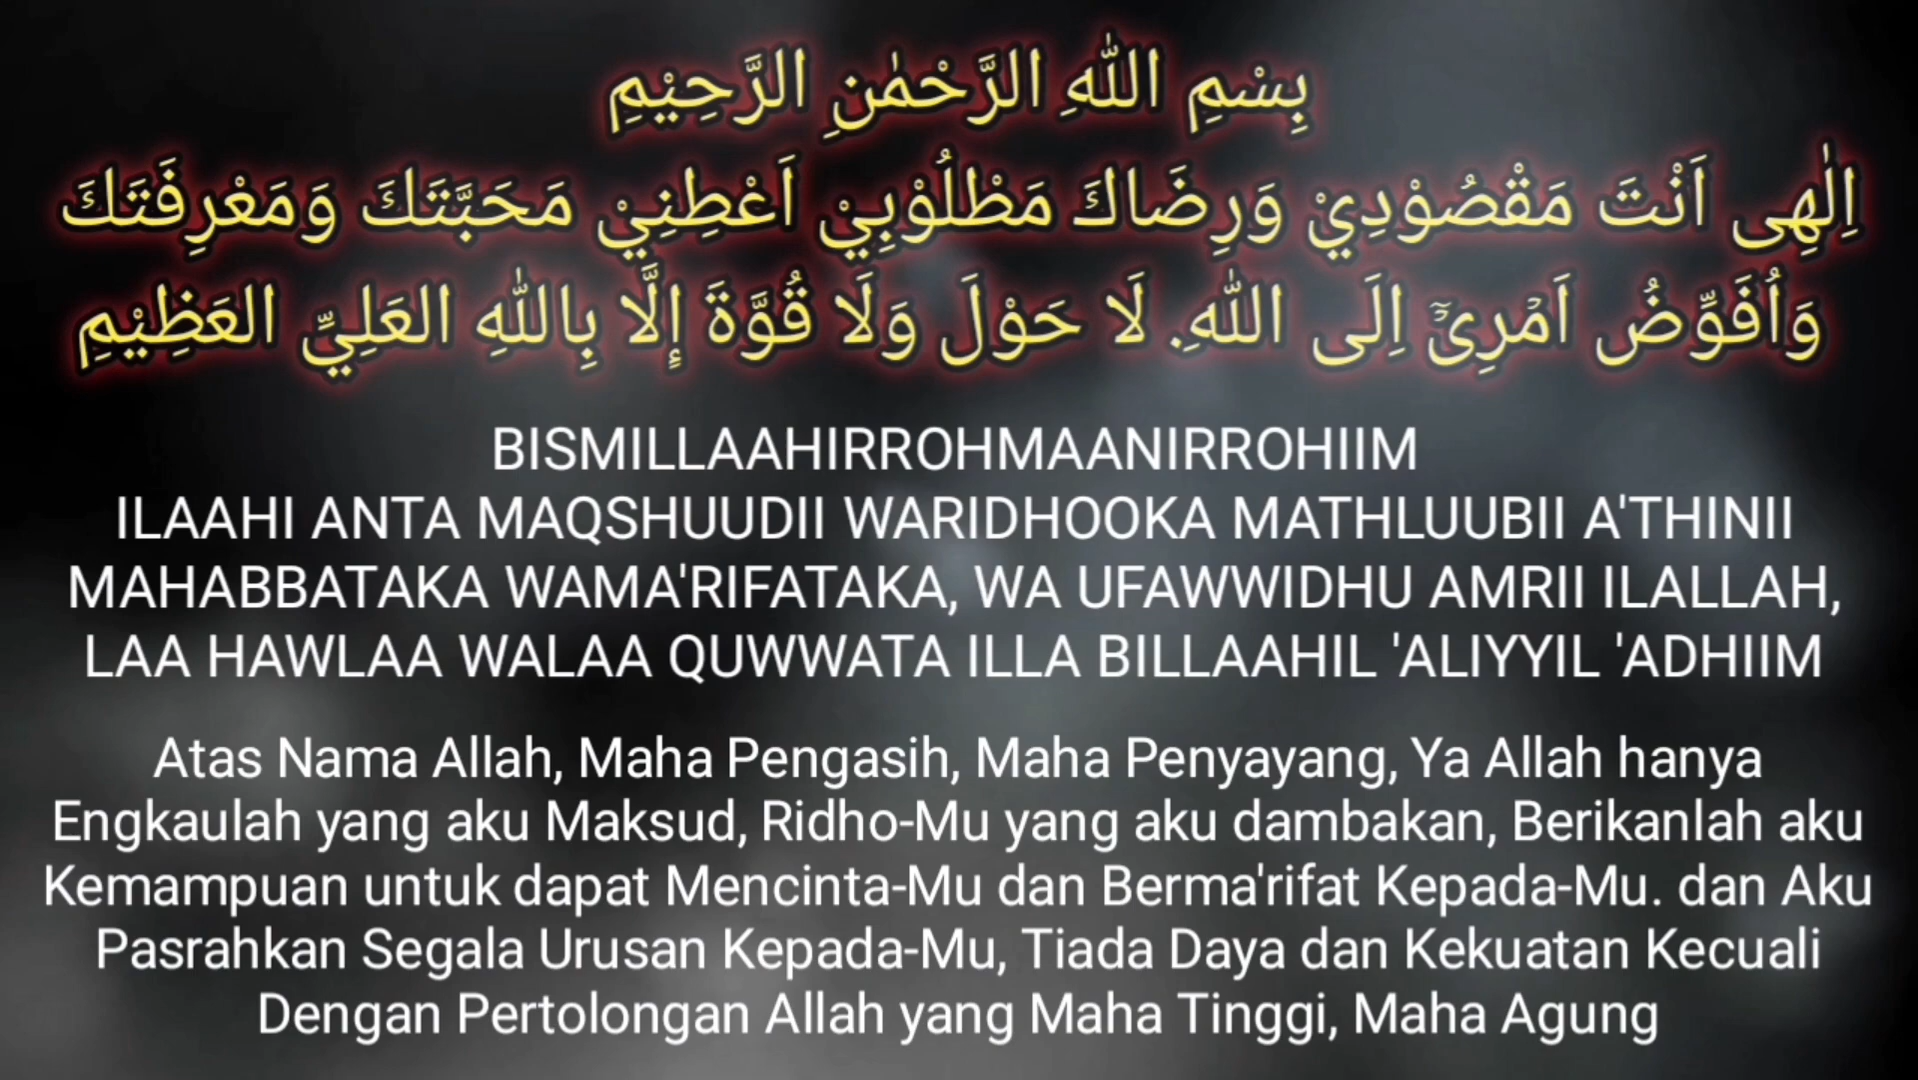 بِسْمِ اللّٰهِ الرَّحْمٰنِ الرَّحِيْمِ
اِلٰهِى اَنْتَ مَقْصُوْدِيْ وَرِضَاكَ مَطْلُوْبِيْ اَعْطِنِيْ مَحَبَّتَكَ وَمَعْرِفَتَكَ
وَاُفَوِّضُ اَمْرِىْٓ اِلَى اللّٰهِ. لَا حَوْلَ وَلَا قُوَّةَ إِلَّا بِاللّٰهِ العَلِيِّ العَظِيْمِ
BISMILLAAHIRROHMAANIRROHIIM
ILAAHI ANTA MAQSHUUDII WARIDHOOKA MATHLUUBII A'THINII
MAHABBATAKA WAMA'RIFATAKA, WA UFAWWIDHU AMRII ILALLAH,
LAA HAWLAA WALAA QUWWATA ILLA BILLAAHIL 'ALIYYIL 'ADHIIM
Atas Nama Allah, Maha Pengasih, Maha Penyayang, Ya Allah hanya
Engkaulah yang aku Maksud, Ridho-Mu yang aku dambakan, Berikanlah aku
Kemampuan untuk dapat Mencinta-Mu dan Berma'rifat Kepada-Mu. dan Aku
Pasrahkan Segala Urusan Kepada-Mu, Tiada Daya dan Kekuatan Kecuali
Dengan Pertolongan Allah yang Maha Tinggi, Maha Agung